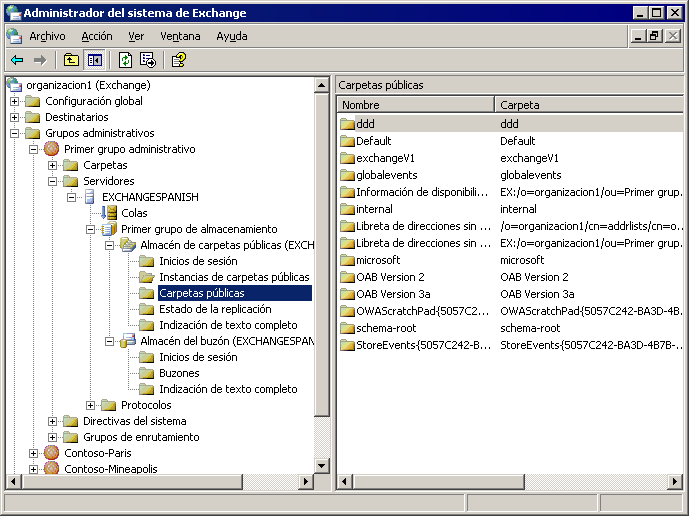 Administrador del sistema de Exchange
Archivo Acción Ver Ventana Ayuda
organizacion1 (Exchange)
Configuración global
Destinatarios
Grupos administrativos
Primer grupo administrativo
Carpetas
Servidores
EXCHANGESPANISH
Colas
Primer grupo de almacenamiento
Almacén de carpetas públicas (EXCH
Inicios de sesión
Instancias de carpetas públicas
Carpetas públicas
Estado de la replicación
Indización de texto completo
Almacén del buzón (EXCHANGESPAN
Inicios de sesión
Buzones
Indización de texto completo
Protocolos
Directivas del sistema
Grupos de enrutamiento
Contoso-Paris
Contoso-Mineapolis
Carpetas públicas
Nombre Carpeta
ddd ddd
Default Default
exchangeV1 exchangeV1
globalevents globalevents
Información de disponibili... EX:/o=organizacion1/ou=Primer grup...
internal internal
Libreta de direcciones sin ... /o=organizacion1/cn=addrlists/cn=o...
Libreta de direcciones sin ... EX:/o=organizacion1/ou=Primer grup...
microsoft microsoft
OAB Version 2 OAB Version 2
OAB Version 3a OAB Version 3a
OWAScratchPad{5057C2... OWAScratchPad{5057C242-BA3D-4B...
schema-root schema-root
StoreEvents{5057C242-B... StoreEvents{5057C242-BA3D-4B7B-...